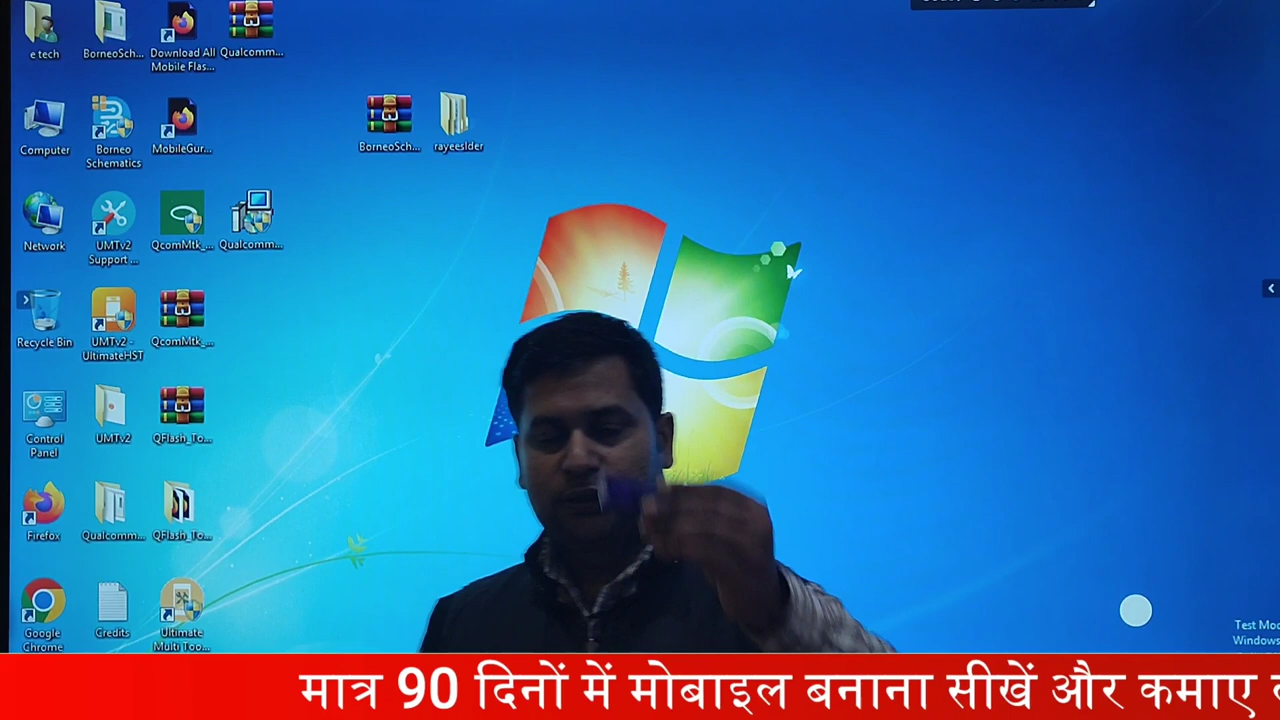 e tech
BorneoSch...
Download All
Mobile Flas...
Qualcomm...
Computer
Borneo
Schematics
MobileGur...
BorneoSch...
rayeesIder
Network
UMTv2
Support ...
QcomMtk_...
Qualcomm...
Recycle Bin
UMTv2 -
UltimateHST
QcomMtk_...
Control
Panel
UMTv2
QFlash_To...
Firefox
Qualcomm...
QFlash_To...
Google
Chrome
Credits
Ultimate
Multi Too...
Test Mo
Windows
मात्र 90 दिनों में मोबाइल बनाना सीखें और कमाए